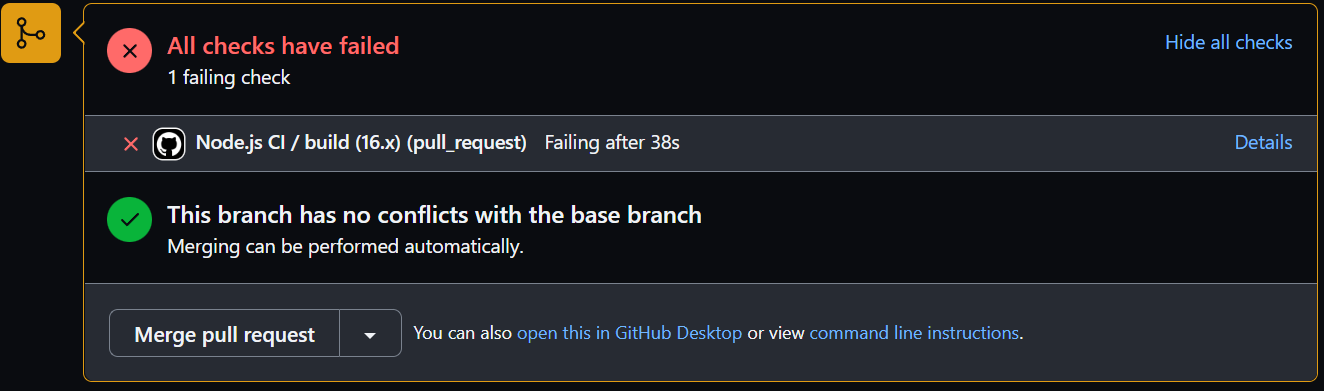 All checks have failed
Hide all checks
1 failing check
Node.js CI / build (16.x) (pull_request) Failing after 38s
Details
This branch has no conflicts with the base branch
Merging can be performed automatically.
Merge pull request
You can also open this in GitHub Desktop or view command line instructions.